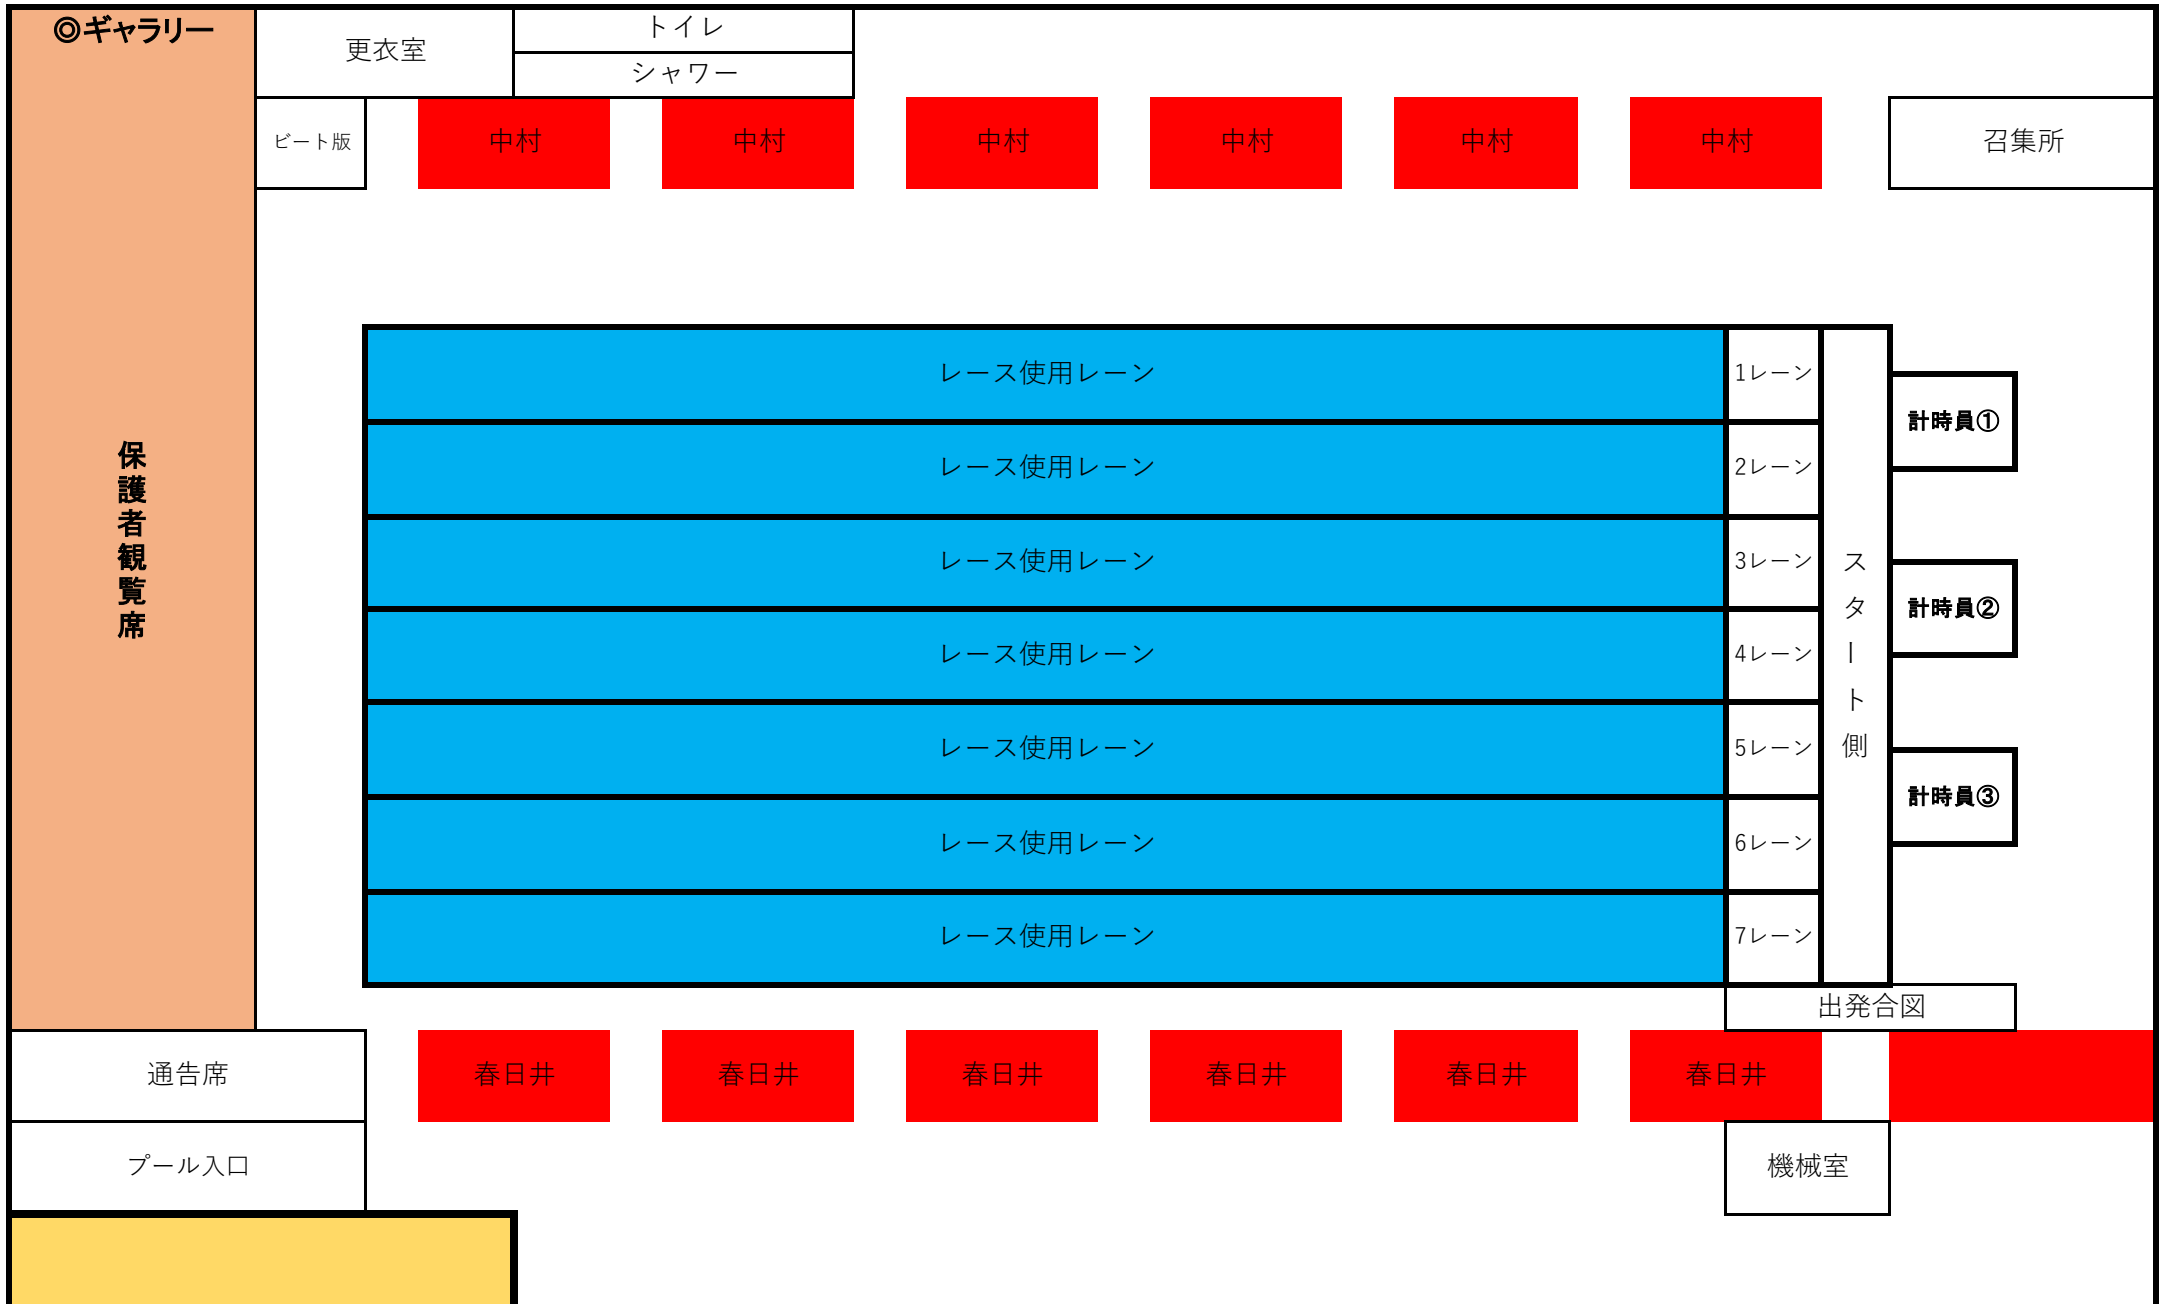 ◎ギャラリー
更衣室
トイレ
シャワー
ビート版
中村
中村
中村
中村
中村
中村
召集所
保護者観覧席
レース使用レーン
1レーン
レース使用レーン
2レーン
レース使用レーン
3レーン
レース使用レーン
4レーン
レース使用レーン
5レーン
レース使用レーン
6レーン
レース使用レーン
7レーン
スタート側
計時員①
計時員②
計時員③
出発合図
通告席
春日井
春日井
春日井
春日井
春日井
春日井
プール入口
機械室